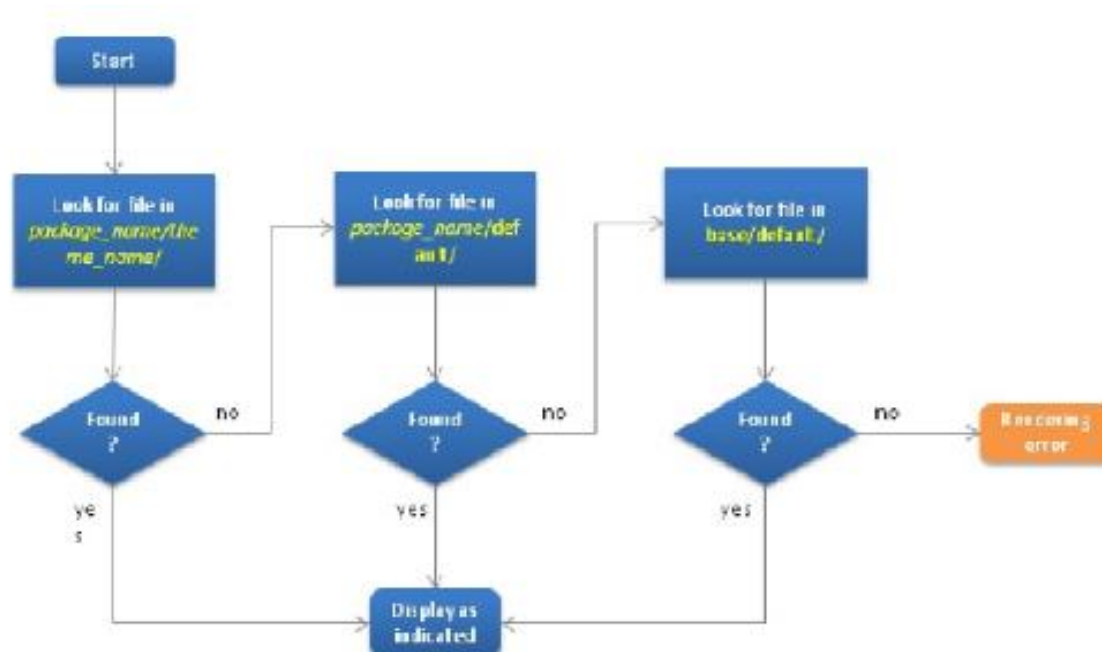 Start
Look for file in
package_name/the
me_name/
Look for file in
package_name/def
ault/
Look for file in
base/default/
Found
?
no
Found
?
no
Found
?
no
Rendering
error
ye
s
yes
yes
Display as
indicated